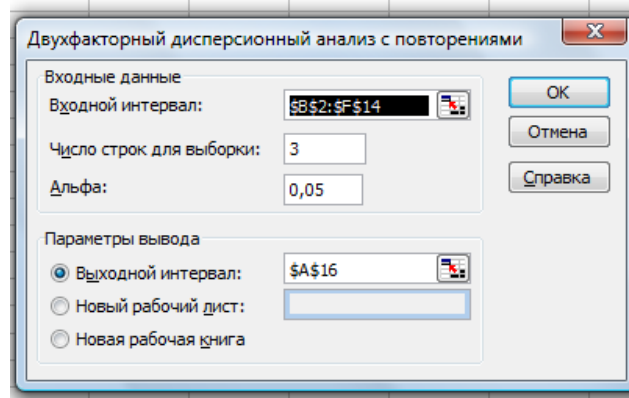 Двухфакторный дисперсионный анализ с повторениями
Входные данные
Входной интервал: $B$2:$F$14
Число строк для выборки: 3
Альфа: 0,05
OK
Отмена
Справка
Параметры вывода
Выходной интервал: $A$16
Новый рабочий лист:
Новая рабочая книга